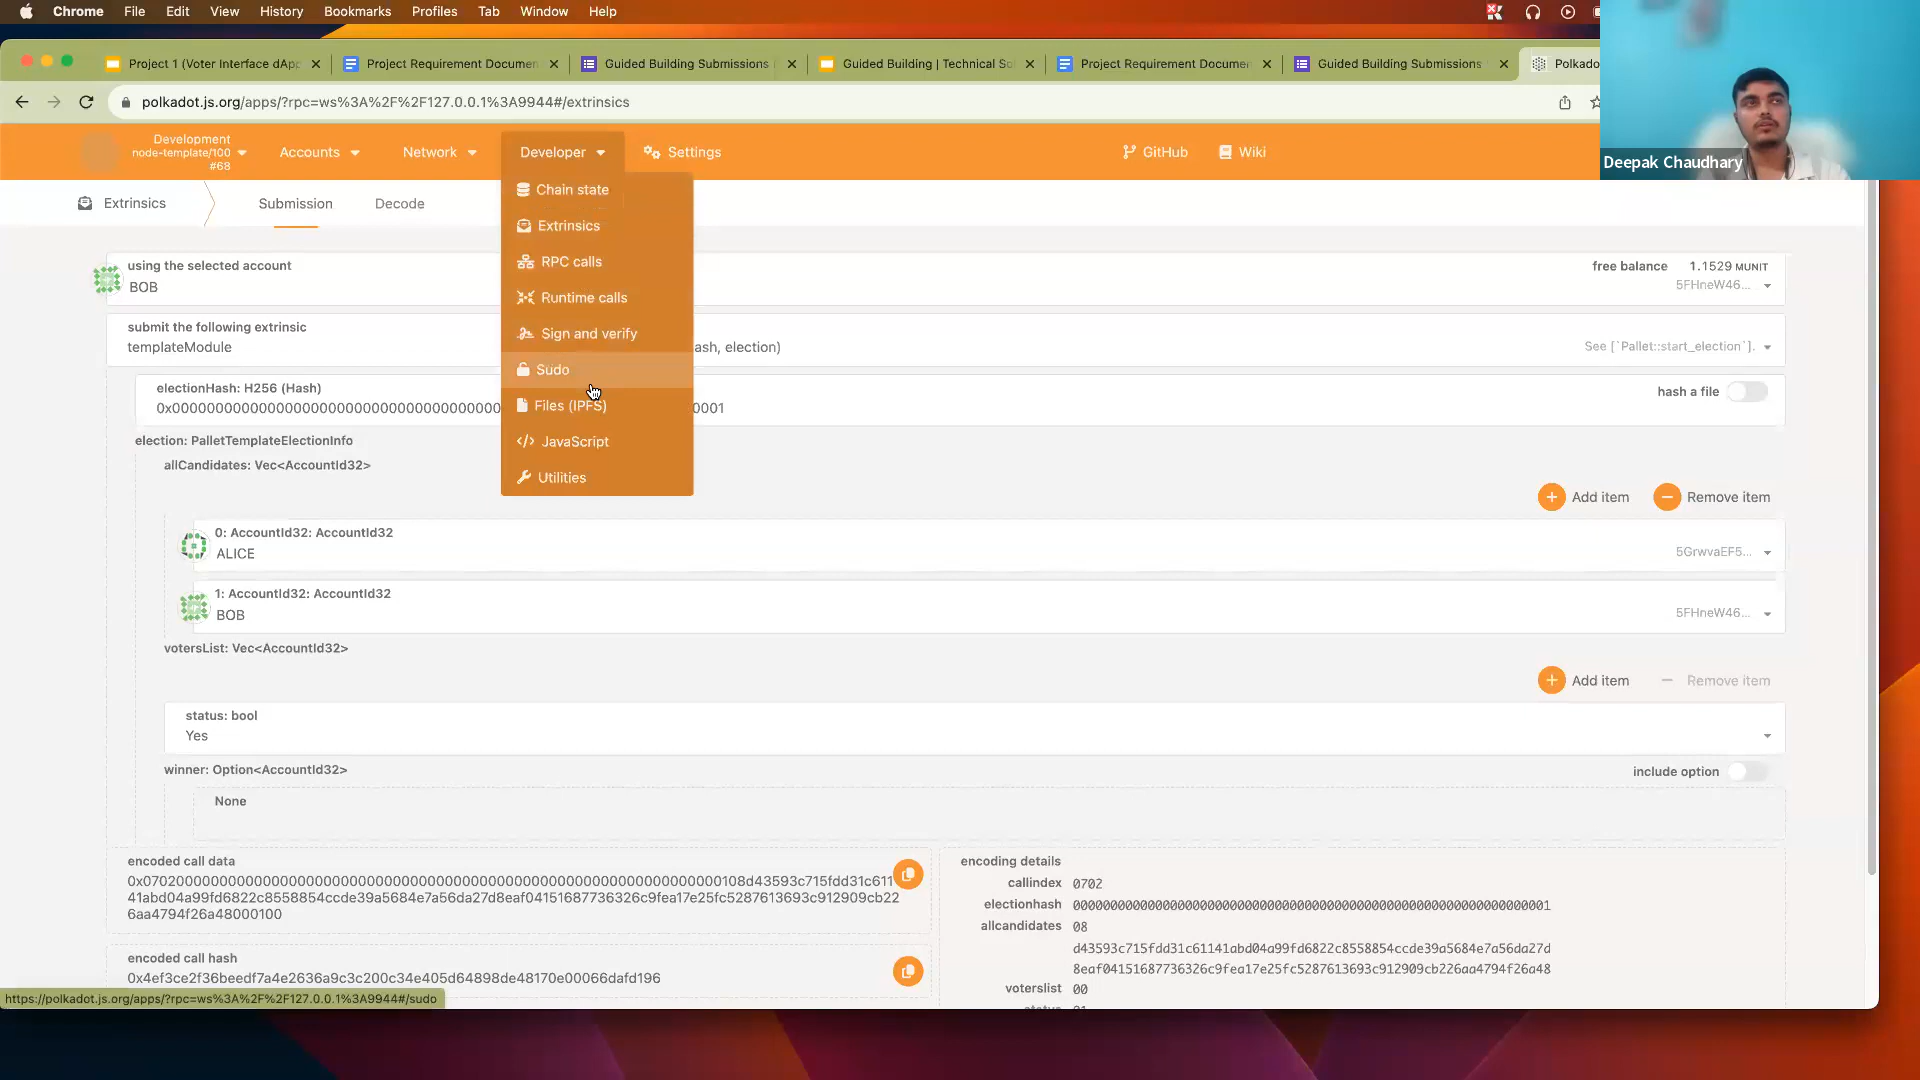 Chrome File Edit View History Bookmarks Profiles Tab Window Help
Project 1 (Voter Interface dApp
Project Requirement Documen
Guided Building Submissions
Guided Building | Technical So
Project Requirement Documen
Guided Building Submissions
Polkado
polkadot.js.org/apps/?rpc=ws%3A%2F%2F127.0.0.1%3A9944#/extrinsics
Deepak Chaudhary
Development
node-template/100
#68
Accounts
Network
Developer
Settings
GitHub
Wiki
Chain state
Extrinsics
RPC calls
Runtime calls
Sign and verify
Sudo
Files (IPFS)
JavaScript
Utilities
Extrinsics
Submission
Decode
using the selected account
BOB
free balance 1.1529 MUNIT
5FHneW46...
submit the following extrinsic
templateModule
ash, election)
See [`Pallet::start_election`].
electionHash: H256 (Hash)
hash a file
election: PalletTemplateElectionInfo
allCandidates: Vec<AccountId32>
Add item
Remove item
0: AccountId32: AccountId32
ALICE
5GrwvaEF5...
1: AccountId32: AccountId32
BOB
5FHneW46...
votersList: Vec<AccountId32>
Add item
Remove item
status: bool
Yes
winner: Option<AccountId32>
include option
None
encoded call data
41abd04a99fd6822c8558854ccde39a5684e7a56da27d8eaf04151687736326c9fea17e25fc5287613693c912909cb22
6aa4794f26a48000100
encoded call hash
0x4ef3ce2f36beedf7a4e2636a9c3c200c34e405d64898de48170e00066dafd196
encoding details
callindex 0702
electionhash 0000000000000000000000000000000000000000000000000000000000000001
allcandidates 08
d43593c715fdd31c61141abd04a99fd6822c8558854ccde39a5684e7a56da27d
8eaf04151687736326c9fea17e25fc5287613693c912909cb226aa4794f26a48
voterslist 00
https://polkadot.js.org/apps/?rpc=ws%3A%2F%2F127.0.0.1%3A9944#/sudo